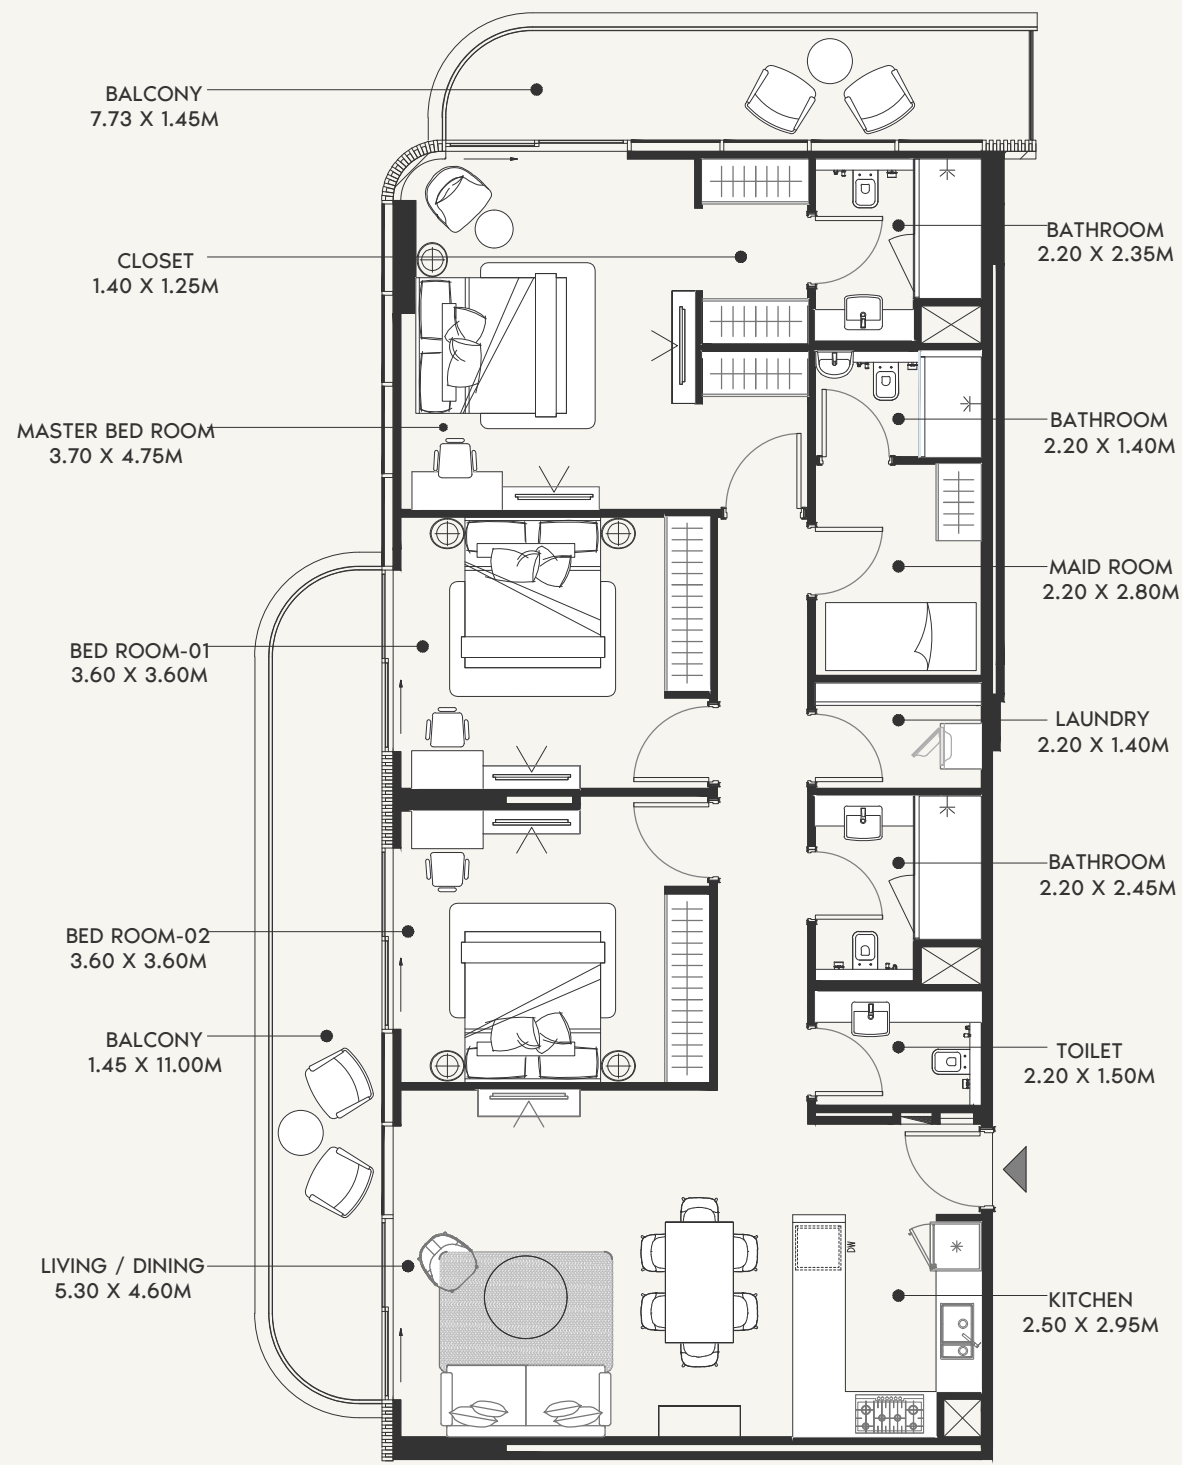 BALCONY
7.73 X 1.45M
BATHROOM
2.20 X 2.35M
CLOSET
1.40 X 1.25M
BATHROOM
2.20 X 1.40M
MASTER BED ROOM
3.70 X 4.75M
MAID ROOM
2.20 X 2.80M
BED ROOM-01
3.60 X 3.60M
LAUNDRY
2.20 X 1.40M
BATHROOM
2.20 X 2.45M
BED ROOM-02
3.60 X 3.60M
BALCONY
1.45 X 11.00M
TOILET
2.20 X 1.50M
DW
LIVING / DINING
5.30 X 4.60M
KITCHEN
2.50 X 2.95M